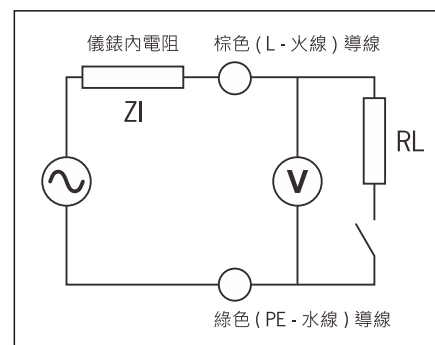 儀錶內電阻
棕色 ( L - 火線 ) 導線
ZI
V
RL
綠色 ( PE - 水線 ) 導線